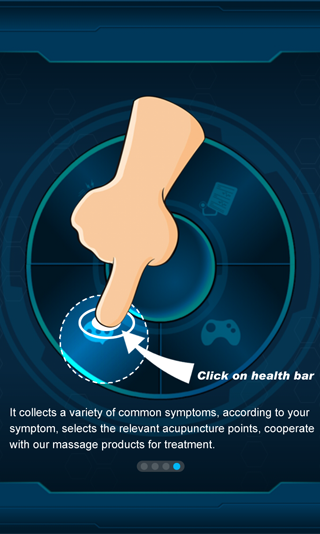 Click on health bar
It collects a variety of common symptoms, according to your
symptom, selects the relevant acupuncture points, cooperate
with our massage products for treatment.